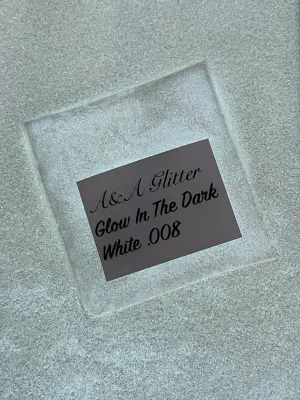 A&A Glitter
Glow In The Dark
White .008